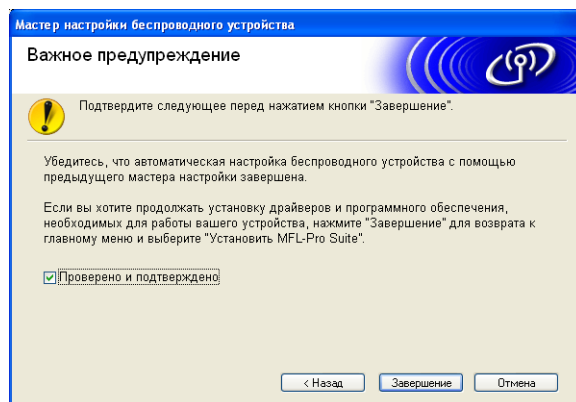 Мастер настройки беспроводного устройства
Важное предупреждение
Подтвердите следующее перед нажатием кнопки "Завершение".
Убедитесь, что автоматическая настройка беспроводного устройства с помощью
предыдущего мастера настройки завершена.
Если вы хотите продолжать установку драйверов и программного обеспечения,
необходимых для работы вашего устройства, нажмите "Завершение" для возврата к
главному меню и выберите "Установить MFL-Pro Suite".
Проверено и подтверждено
< Назад
Завершение
Отмена